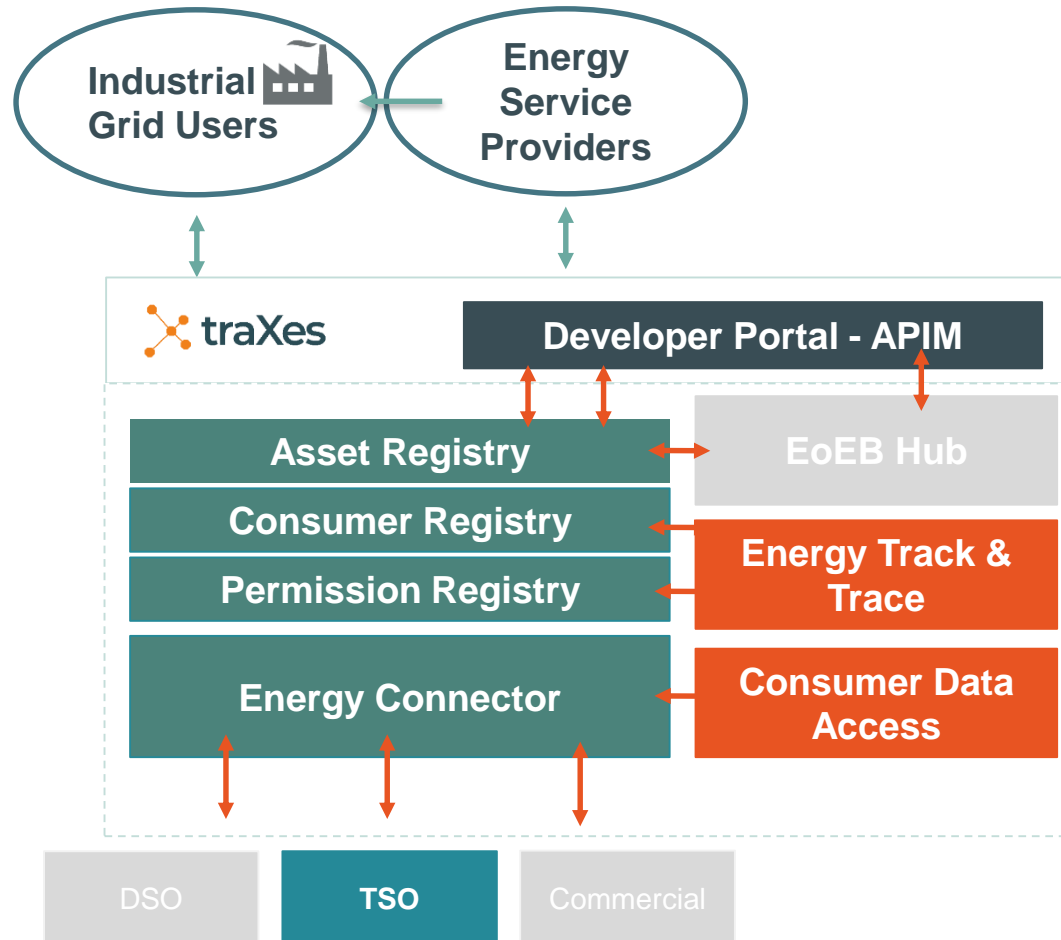 Industrial
Grid Users
Energy
Service
Providers
traXes
Developer Portal - APIM
Asset Registry
EoEB Hub
Consumer Registry
Energy Track &
Trace
Permission Registry
Energy Connector
Consumer Data
Access
DSO
TSO
Commercial